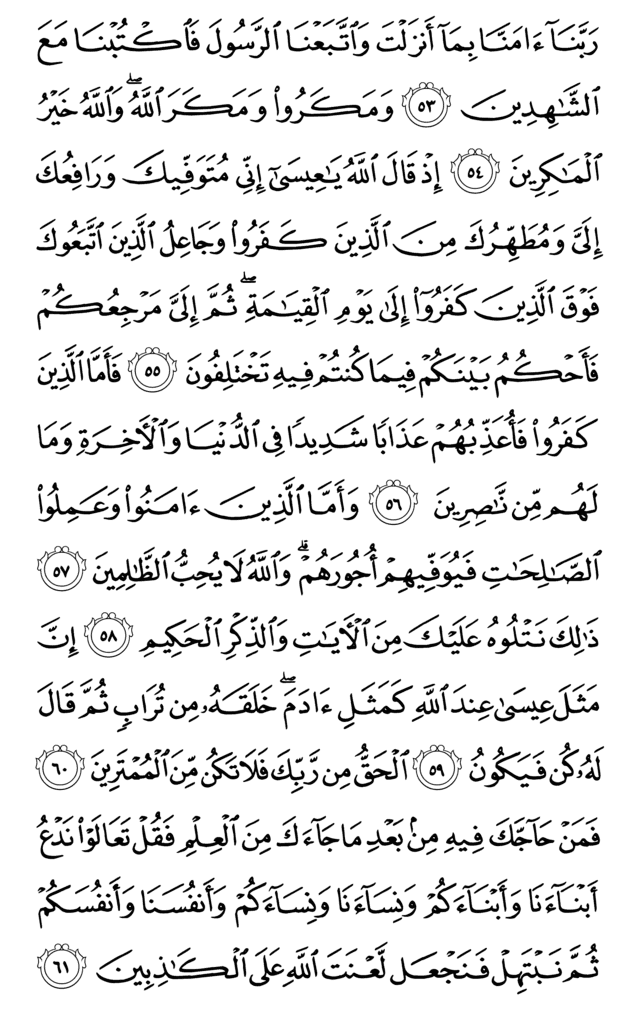 رَبَّنَآ ءَامَنَّا بِمَآ أَنزَلْتَ وَٱتَّبَعْنَا ٱلرَّسُولَ فَٱكْتُبْنَا مَعَ
ٱلشَّٰهِدِينَ ٥٣ وَمَكَرُوا۟ وَمَكَرَ ٱللَّهُ ۖ وَٱللَّهُ خَيْرُ
ٱلْمَٰكِرِينَ ٥٤ إِذْ قَالَ ٱللَّهُ يَٰعِيسَىٰٓ إِنِّى مُتَوَفِّيكَ وَرَافِعُكَ
إِلَىَّ وَمُطَهِّرُكَ مِنَ ٱلَّذِينَ كَفَرُوا۟ وَجَاعِلُ ٱلَّذِينَ ٱتَّبَعُوكَ
فَوْقَ ٱلَّذِينَ كَفَرُوٓا۟ إِلَىٰ يَوْمِ ٱلْقِيَٰمَةِ ۖ ثُمَّ إِلَىَّ مَرْجِعُكُمْ
فَأَحْكُمُ بَيْنَكُمْ فِيمَا كُنتُمْ فِيهِ تَخْتَلِفُونَ ٥٥ فَأَمَّا ٱلَّذِينَ
كَفَرُوا۟ فَأُعَذِّبُهُمْ عَذَابًا شَدِيدًا فِى ٱلدُّنْيَا وَٱلْـَٔاخِرَةِ وَمَا
لَهُم مِّن نَّٰصِرِينَ ٥٦ وَأَمَّا ٱلَّذِينَ ءَامَنُوا۟ وَعَمِلُوا۟
ٱلصَّٰلِحَٰتِ فَيُوَفِّيهِمْ أُجُورَهُمْ ۗ وَٱللَّهُ لَا يُحِبُّ ٱلظَّٰلِمِينَ ٥٧
ذَٰلِكَ نَتْلُوهُ عَلَيْكَ مِنَ ٱلْـَٔايَٰتِ وَٱلذِّكْرِ ٱلْحَكِيمِ ٥٨ إِنَّ
مَثَلَ عِيسَىٰ عِندَ ٱللَّهِ كَمَثَلِ ءَادَمَ ۖ خَلَقَهُۥ مِن تُرَابٍ ثُمَّ قَالَ
لَهُۥ كُن فَيَكُونُ ٥٩ ٱلْحَقُّ مِن رَّبِّكَ فَلَا تَكُن مِّنَ ٱلْمُمْتَرِينَ ٦٠
فَمَنْ حَآجَّكَ فِيهِ مِنۢ بَعْدِ مَا جَآءَكَ مِنَ ٱلْعِلْمِ فَقُلْ تَعَالَوْا۟ نَدْعُ
أَبْنَآءَنَا وَأَبْنَآءَكُمْ وَنِسَآءَنَا وَنِسَآءَكُمْ وَأَنفُسَنَا وَأَنفُسَكُمْ
ثُمَّ نَبْتَهِلْ فَنَجْعَل لَّعْنَتَ ٱللَّهِ عَلَى ٱلْكَٰذِبِينَ ٦١